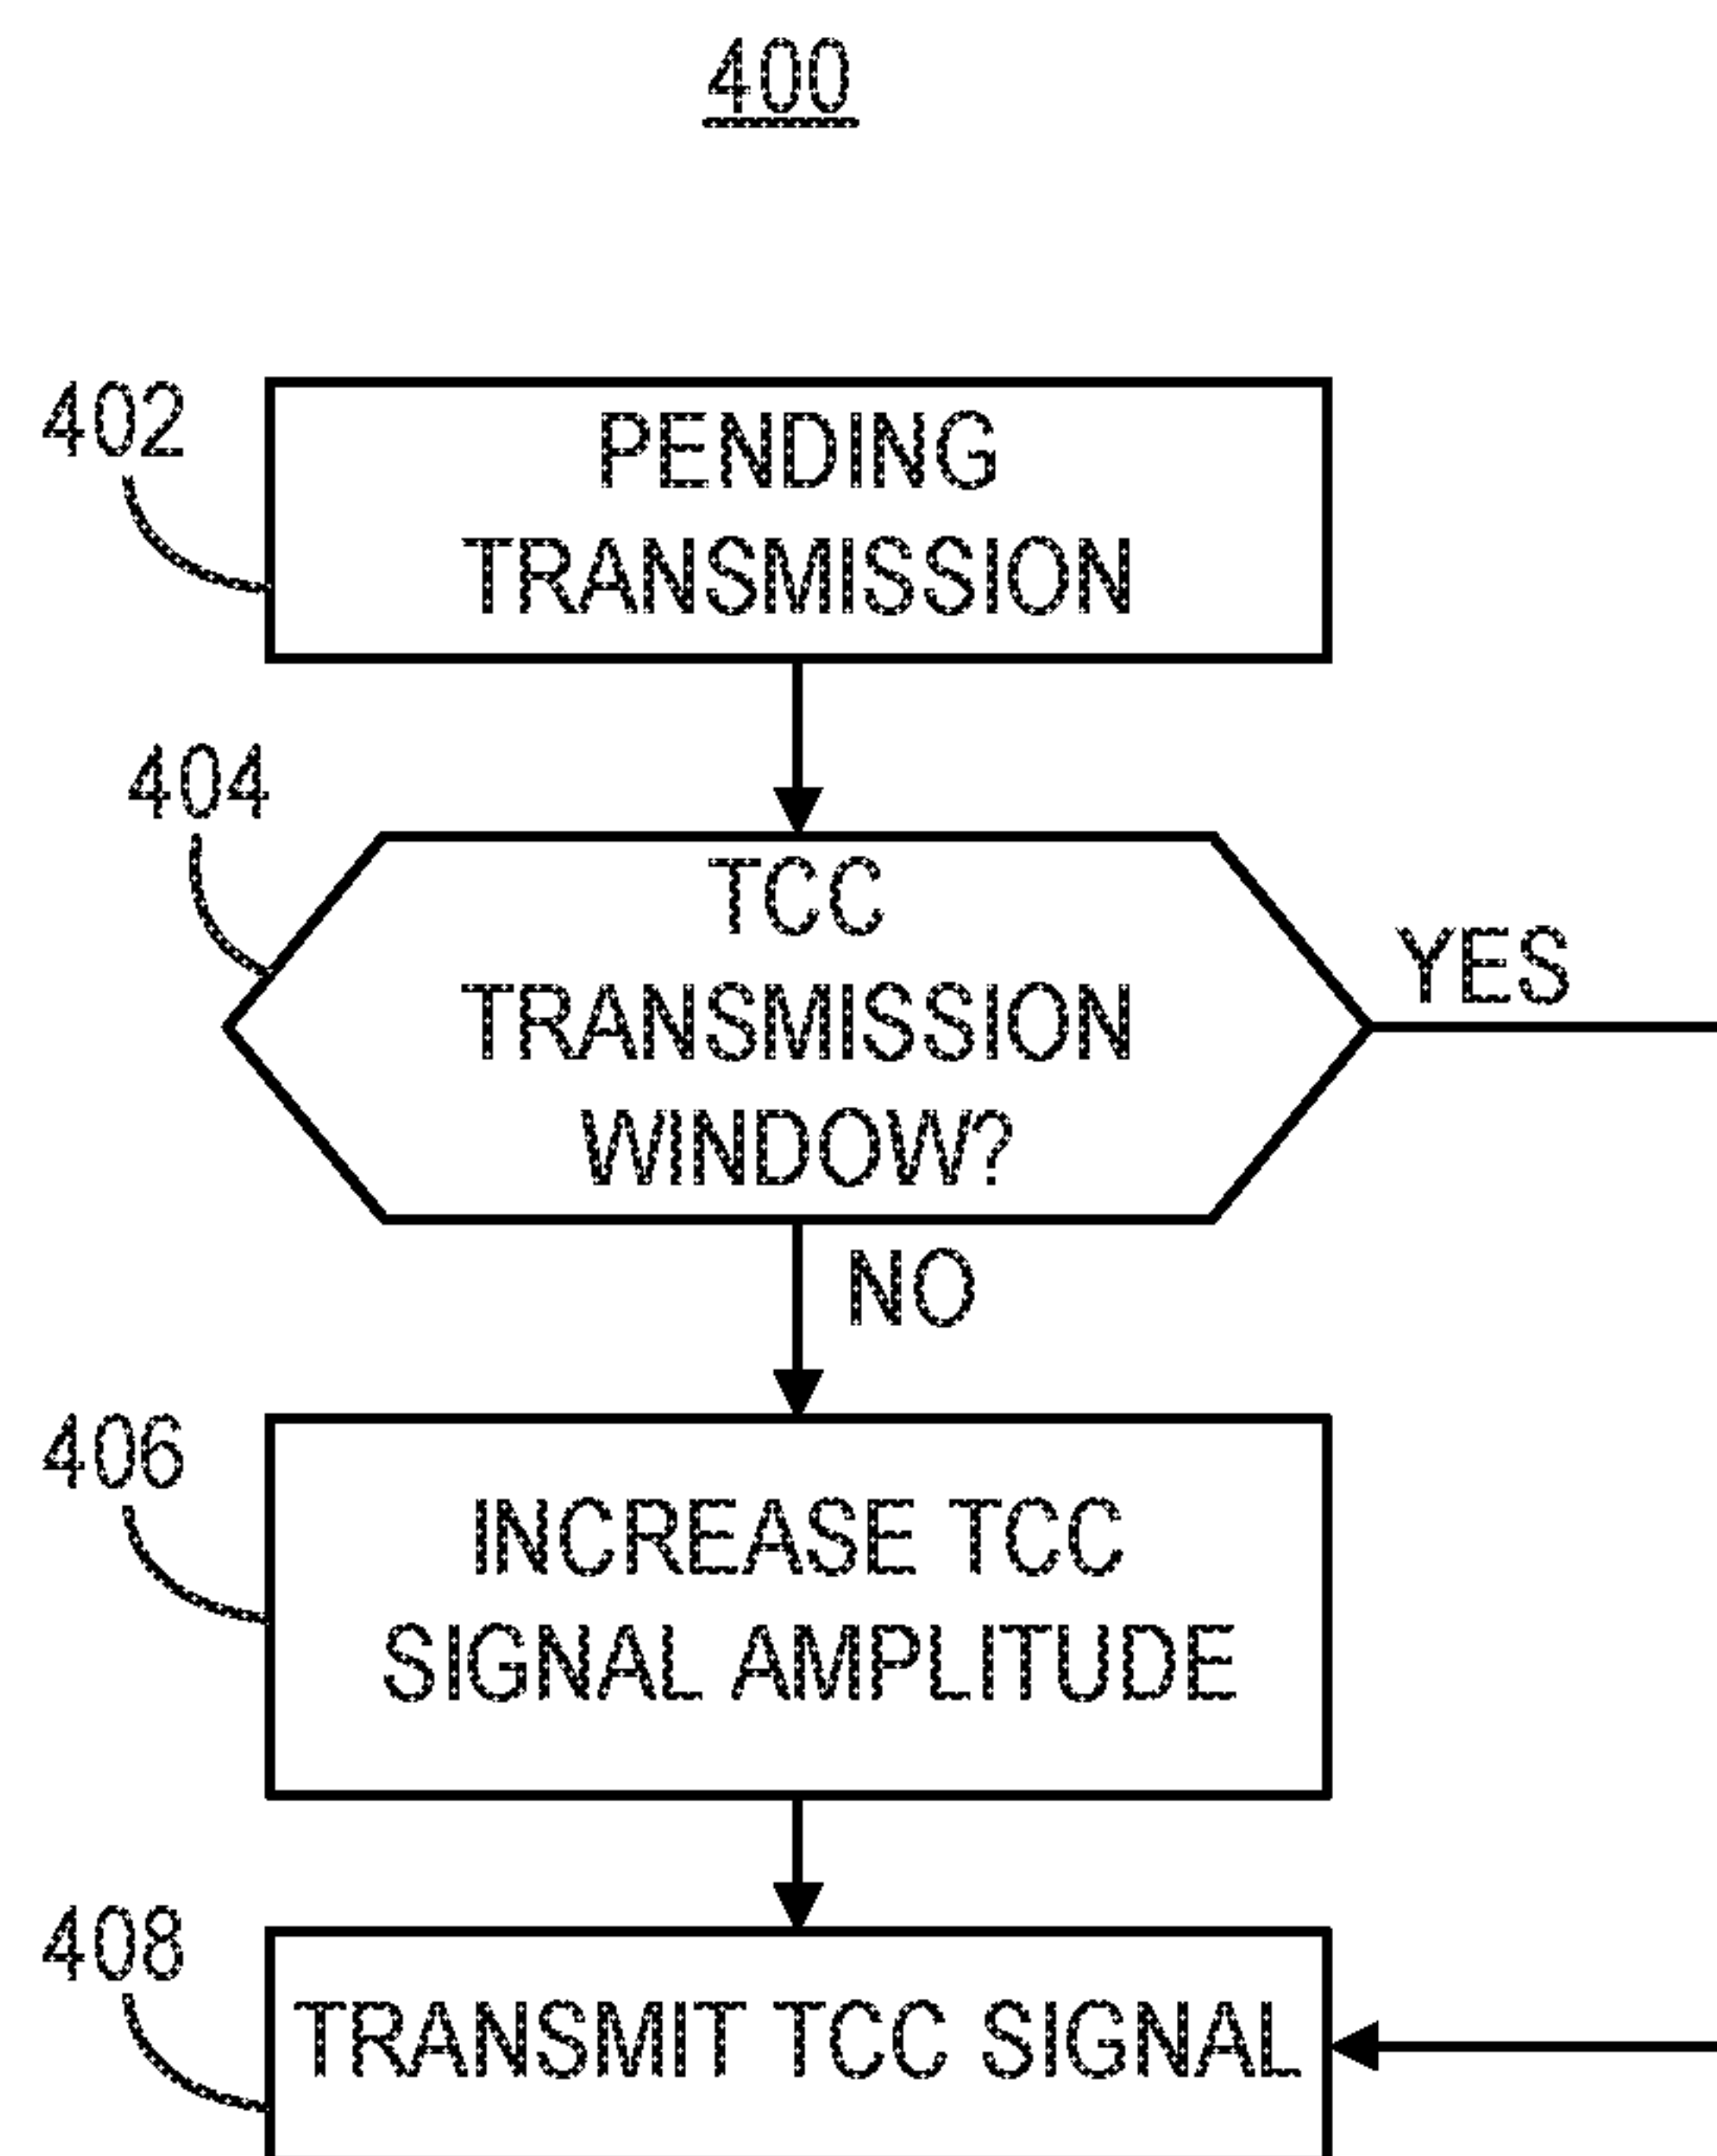 400
402
PENDING
TRANSMISSION
404
TCC
TRANSMISSION
WINDOW?
YES
NO
406
INCREASE TCC
SIGNAL AMPLITUDE
408
TRANSMIT TCC SIGNAL